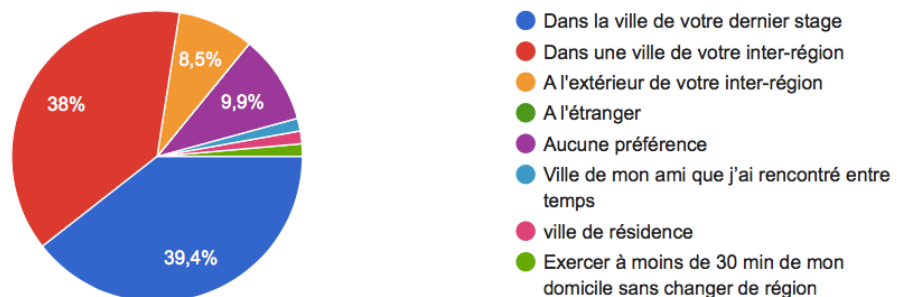 8,5%
38%
9,9%
39,4%
Dans la ville de votre dernier stage
Dans une ville de votre inter-région
A l'extérieur de votre inter-région
A l'étranger
Aucune préférence
Ville de mon ami que j'ai rencontré entre
temps
ville de résidence
Exercer à moins de 30 min de mon
domicile sans changer de région